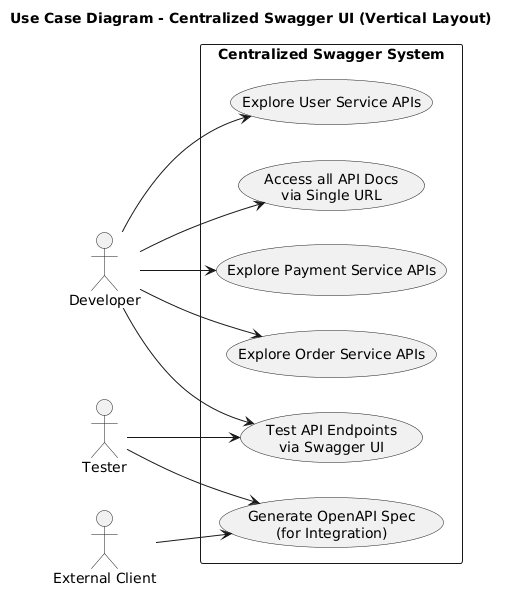 Use Case Diagram - Centralized Swagger UI (Vertical Layout)
Centralized Swagger System
Explore User Service APIs
Access all API Docs
via Single URL
Explore Payment Service APIs
Developer
Explore Order Service APIs
Test API Endpoints
via Swagger UI
Tester
Generate OpenAPI Spec
(for Integration)
External Client